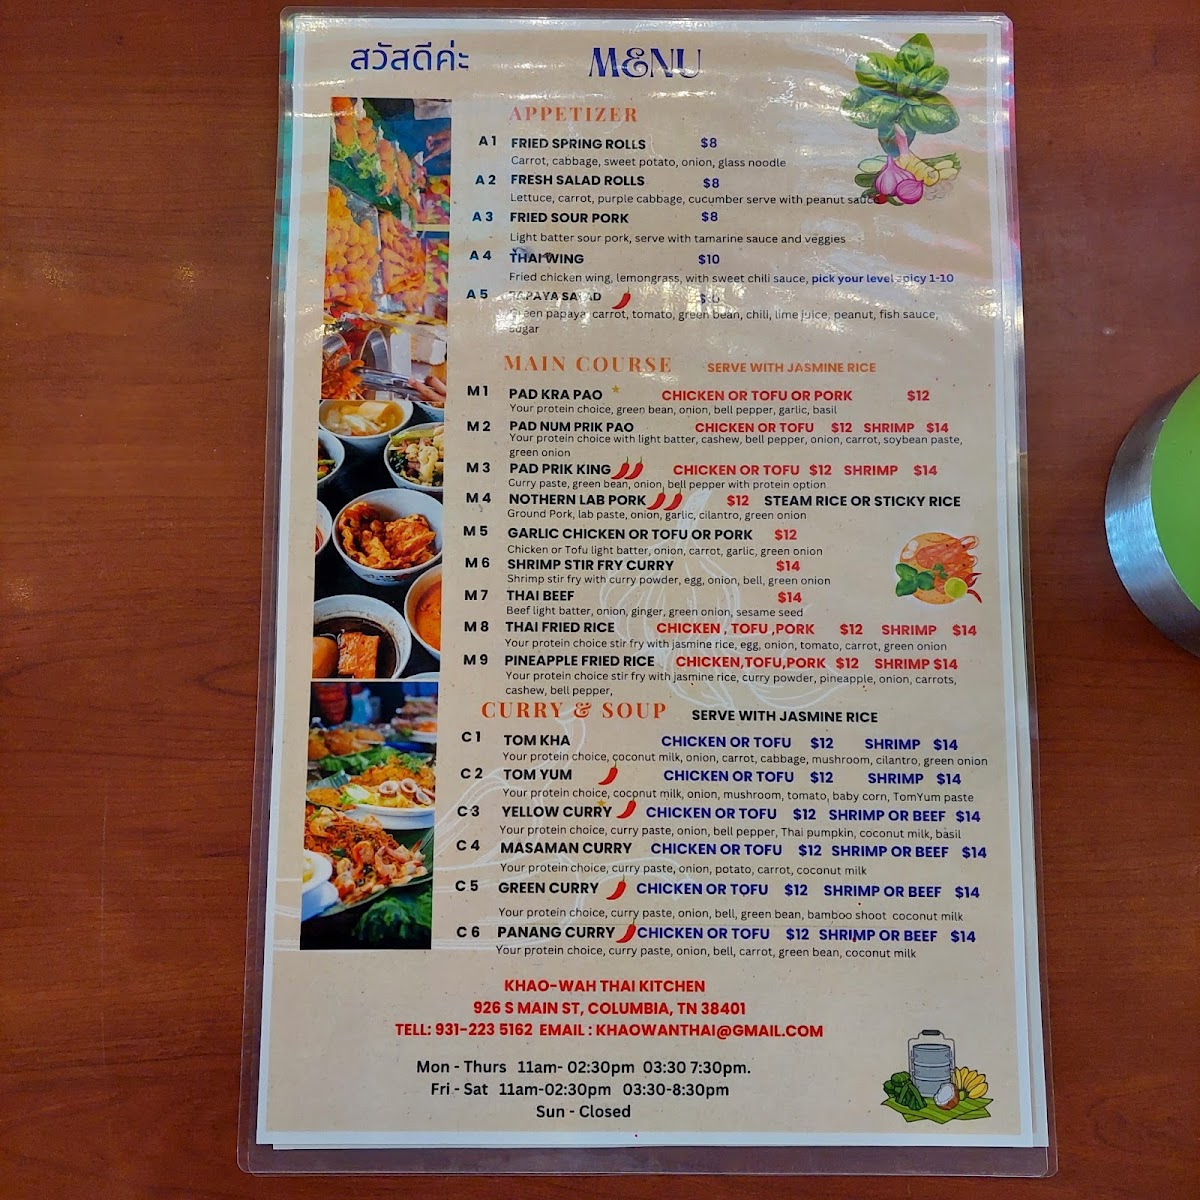 สวัสดีค่ะ MENU
APPETIZER
A 1 FRIED SPRING ROLLS $8
Carrot, cabbage, sweet potato, onion, glass noodle
A 2 FRESH SALAD ROLLS $8
Lettuce, carrot, purple cabbage, cucumber serve with peanut sauce
A 3 FRIED SOUR PORK $8
Light batter sour pork, serve with tamarine sauce and veggies
A 4 THAI WING $10
Fried chicken wing, lemongrass, with sweet chili sauce, pick your level spicy 1-10
A 5 PAPAYA SALAD
Green papaya, carrot, tomato, green bean, chili, lime juice, peanut, fish sauce,
sugar
MAIN COURSE SERVE WITH JASMINE RICE
M 1 PAD KRA PAO CHICKEN OR TOFU OR PORK $12
Your protein choice, green bean, onion, bell pepper, garlic, basil
M 2 PAD NUM PRIK PAO CHICKEN OR TOFU $12 SHRIMP $14
Your protein choice with light batter, cashew, bell pepper, onion, carrot, soybean paste,
green onion
M 3 PAD PRIK KING CHICKEN OR TOFU $12 SHRIMP $14
Curry paste, green bean, onion, bell pepper with protein option
M 4 NOTHERN LAB PORK $12 STEAM RICE OR STICKY RICE
Ground Pork, lab paste, onion, garlic, cilantro, green onion
M 5 GARLIC CHICKEN OR TOFU OR PORK $12
Chicken or Tofu light batter, onion, carrot, garlic, green onion
M 6 SHRIMP STIR FRY CURRY $14
Shrimp stir fry with curry powder, egg, onion, bell, green onion
M 7 THAI BEEF $14
Beef light batter, onion, ginger, green onion, sesame seed
M 8 THAI FRIED RICE CHICKEN , TOFU ,PORK $12 SHRIMP $14
Your protein choice stir fry with jasmine rice, egg, onion, tomato, carrot, green onion
M 9 PINEAPPLE FRIED RICE CHICKEN,TOFU,PORK $12 SHRIMP $14
Your protein choice stir fry with jasmine rice, curry powder, pineapple, onion, carrots,
cashew, bell pepper,
CURRY & SOUP SERVE WITH JASMINE RICE
C 1 TOM KHA CHICKEN OR TOFU $12 SHRIMP $14
Your protein choice, coconut milk, onion, carrot, cabbage, mushroom, cilantro, green onion
C 2 TOM YUM CHICKEN OR TOFU $12 SHRIMP $14
Your protein choice, coconut milk, onion, mushroom, tomato, baby corn, TomYum paste
C 3 YELLOW CURRY CHICKEN OR TOFU $12 SHRIMP OR BEEF $14
Your protein choice, curry paste, onion, bell pepper, Thai pumpkin, coconut milk, basil
C 4 MASAMAN CURRY CHICKEN OR TOFU $12 SHRIMP OR BEEF $14
Your protein choice, curry paste, onion, potato, carrot, coconut milk
C 5 GREEN CURRY CHICKEN OR TOFU $12 SHRIMP OR BEEF $14
Your protein choice, curry paste, onion, bell, green bean, bamboo shoot coconut milk
C 6 PANANG CURRY CHICKEN OR TOFU $12 SHRIMP OR BEEF $14
Your protein choice, curry paste, onion, bell, carrot, green bean, coconut milk
KHAO-WAH THAI KITCHEN
926 S MAIN ST, COLUMBIA, TN 38401
TELL: 931-223 5162 EMAIL : KHAOWANTHAI@GMAIL.COM
Mon - Thurs 11am- 02:30pm 03:30 7:30pm.
Fri - Sat 11am-02:30pm 03:30-8:30pm
Sun - Closed